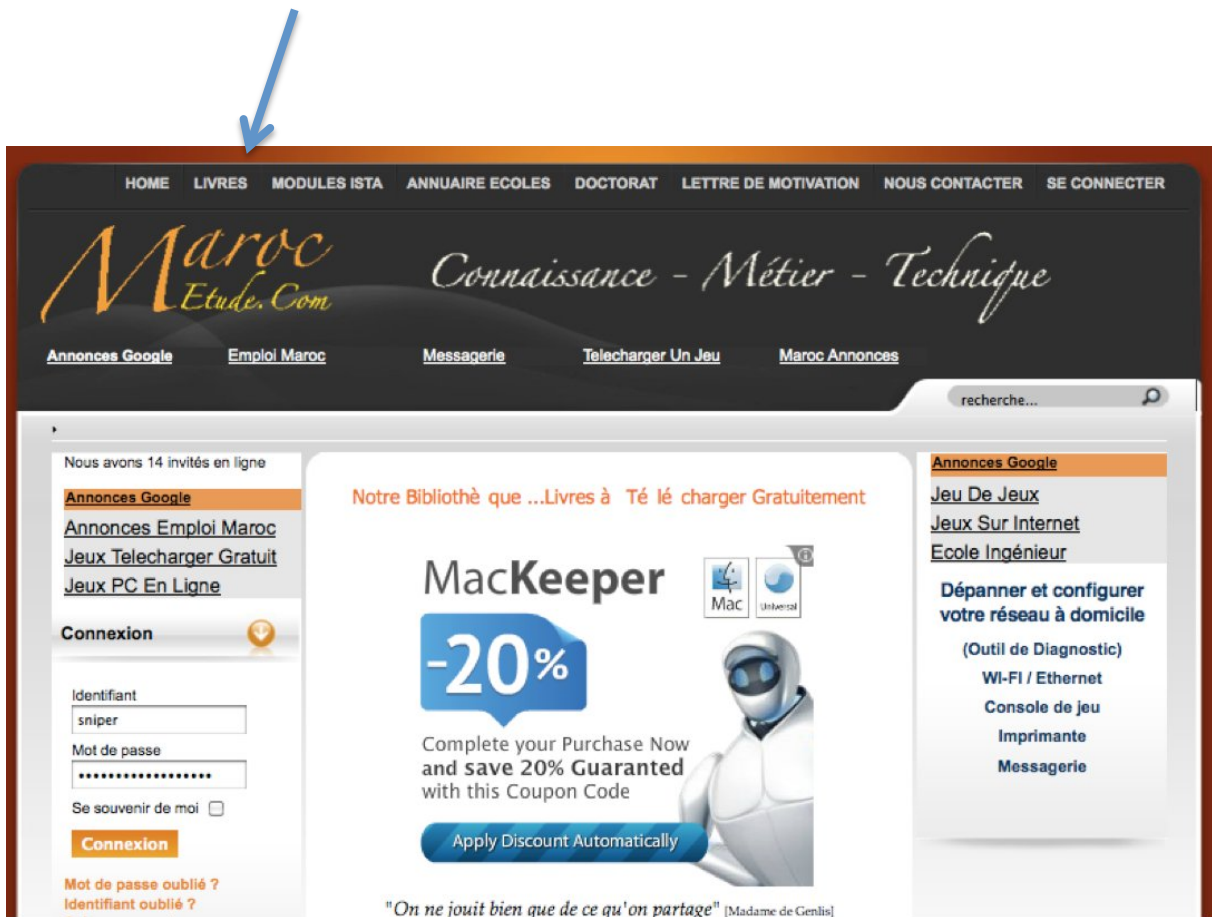 HOME LIVRES MODULES ISTA ANNUAIRE ECOLES DOCTORAT LETTRE DE MOTIVATION NOUS CONTACTER SE CONNECTER
Maroc
Etude.Com
Connaissance - Métier - Technique
Annonces Google Emploi Maroc Messagerie Telecharger Un Jeu Maroc Annonces
recherche...
Nous avons 14 invités en ligne
Annonces Google
Annonces Emploi Maroc
Jeux Telecharger Gratuit
Jeux PC En Ligne
Connexion
Identifiant
sniper
Mot de passe
••••••••••••••••••
Se souvenir de moi
Connexion
Mot de passe oublié ?
Identifiant oublié ?
Notre Bibliothè que ...Livres à Té lé charger Gratuitement
MacKeeper
Mac
Universal
-20%
Complete your Purchase Now
and save 20% Guaranteed
with this Coupon Code
Apply Discount Automatically
"On ne jouit bien que de ce qu'on partage" [Madame de Genlis]
Annonces Google
Jeu De Jeux
Jeux Sur Internet
Ecole Ingénieur
Dépanner et configurer
votre réseau à domicile
(Outil de Diagnostic)
WI-FI / Ethernet
Console de jeu
Imprimante
Messagerie